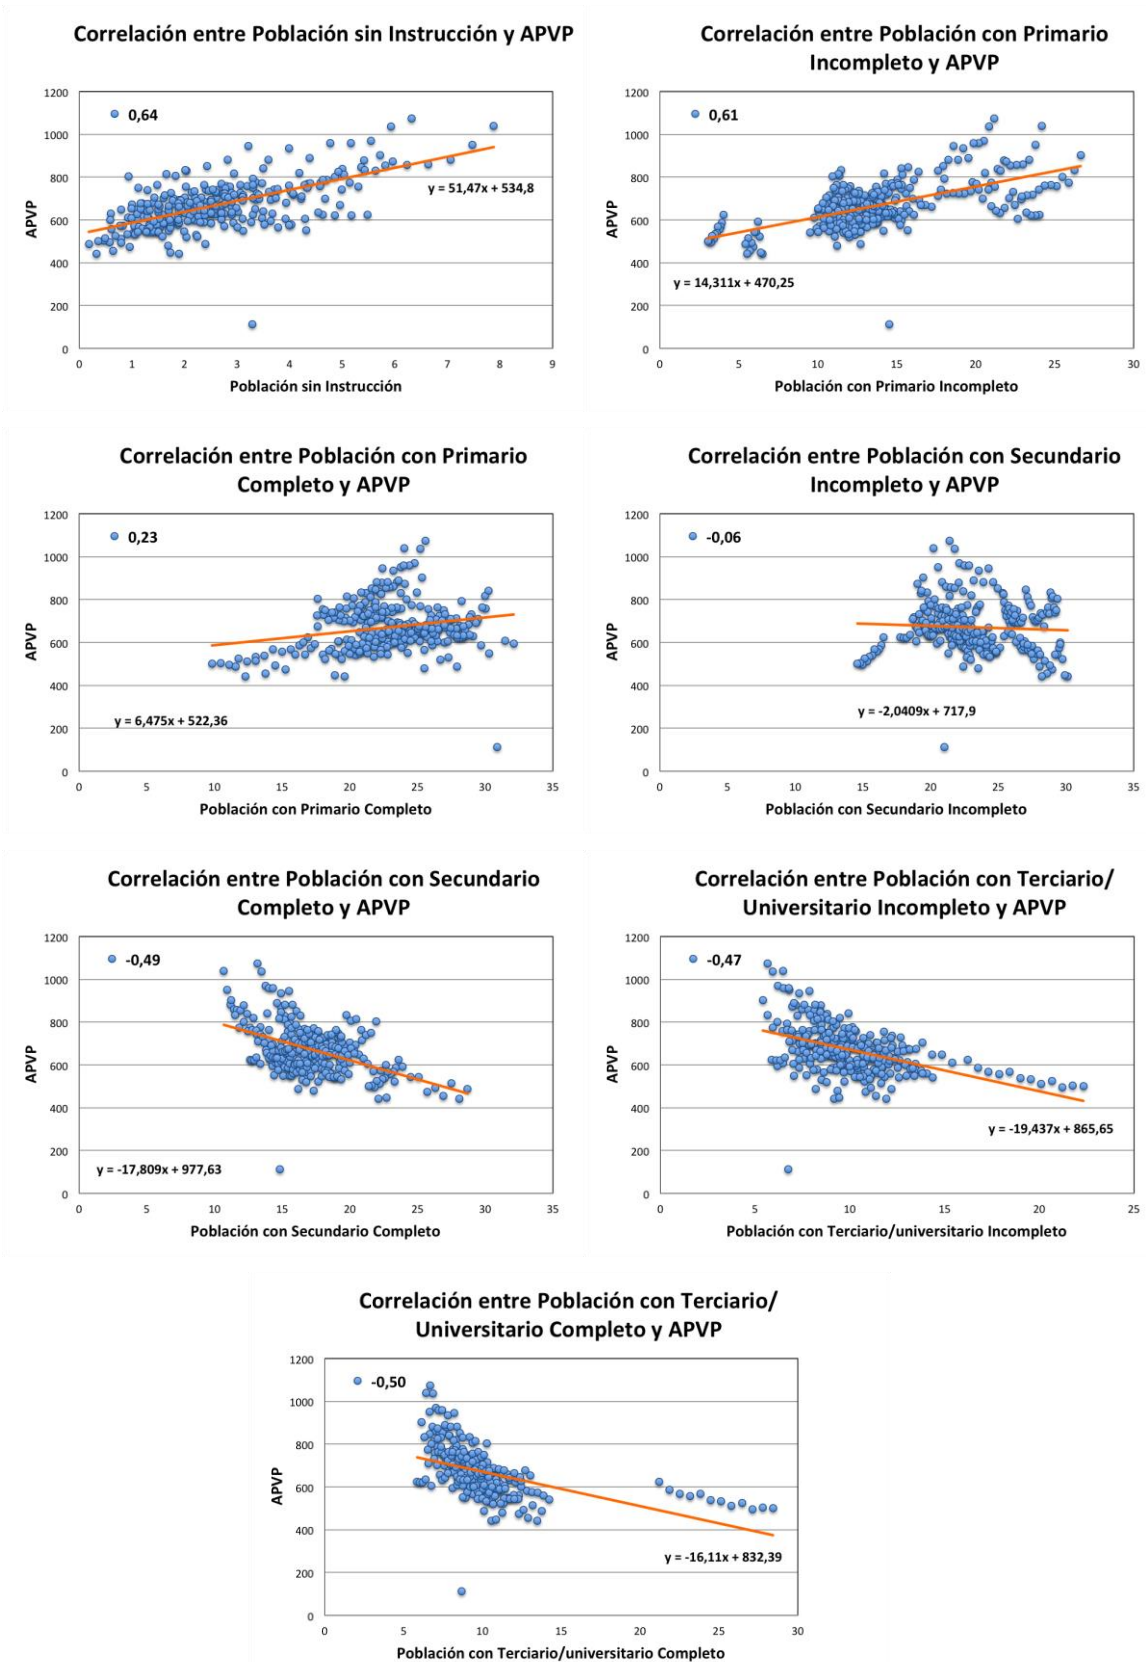 Correlación entre Población sin Instrucción y APVP
1200
1000
800
600
400
200
0
APVP
0,64
y = 51,47x + 534,8
0 1 2 3 4 5 6 7 8 9
Población sin Instrucción
Correlación entre Población con Primario
Incompleto y APVP
1200
1000
800
600
400
200
0
APVP
0,61
y = 14,311x + 470,25
0 5 10 15 20 25 30
Población con Primario Incompleto
Correlación entre Población con Primario
Completo y APVP
1200
1000
800
600
400
200
0
APVP
0,23
y = 6,475x + 522,36
0 5 10 15 20 25 30 35
Población con Primario Completo
Correlación entre Población con Secundario
Incompleto y APVP
1200
1000
800
600
400
200
0
APVP
-0,06
y = -2,0409x + 717,9
0 5 10 15 20 25 30 35
Población con Secundario Incompleto
Correlación entre Población con Secundario
Completo y APVP
1200
1000
800
600
400
200
0
APVP
-0,49
y = -17,809x + 977,63
0 5 10 15 20 25 30 35
Población con Secundario Completo
Correlación entre Población con Terciario/
Universitario Incompleto y APVP
1200
1000
800
600
400
200
0
APVP
-0,47
y = -19,437x + 865,65
0 5 10 15 20 25
Población con Terciario/universitario Incompleto
Correlación entre Población con Terciario/
Universitario Completo y APVP
1200
1000
800
600
400
200
0
APVP
-0,50
y = -16,11x + 832,39
0 5 10 15 20 25 30
Población con Terciario/universitario Completo